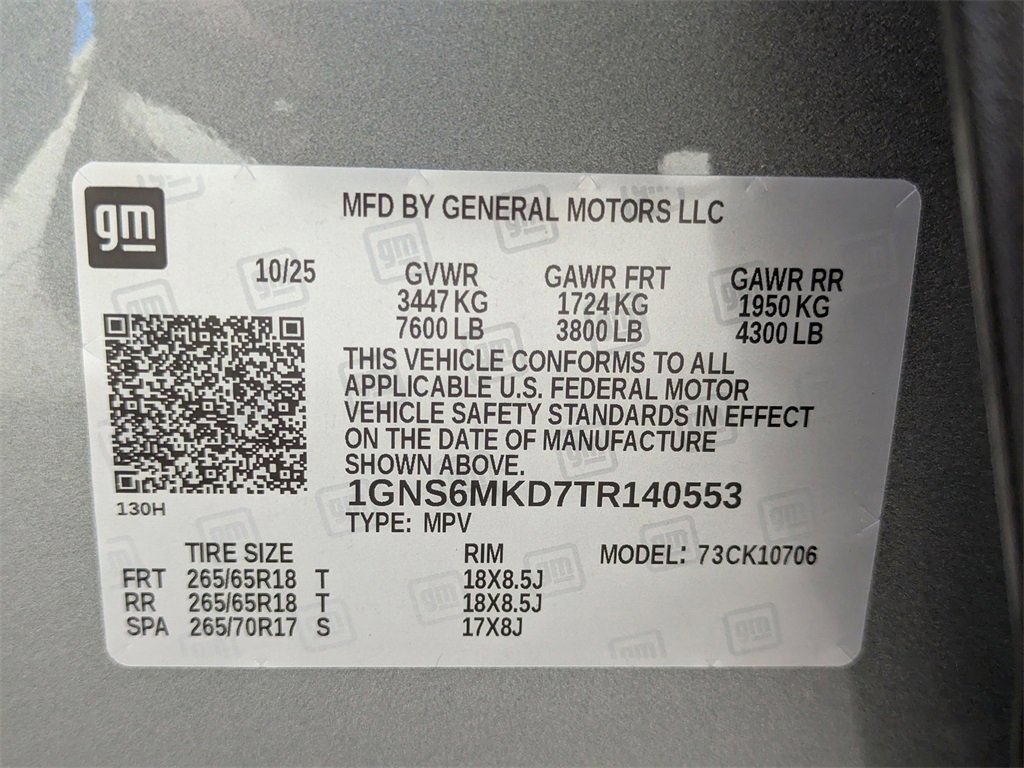 gm
MFD BY GENERAL MOTORS LLC
10/25 GVWR GAWR FRT GAWR RR
3447 KG 1724 KG 1950 KG
7600 LB 3800 LB 4300 LB
THIS VEHICLE CONFORMS TO ALL
APPLICABLE U.S. FEDERAL MOTOR
VEHICLE SAFETY STANDARDS IN EFFECT
ON THE DATE OF MANUFACTURE
SHOWN ABOVE.
1GNS6MKD7TR140553
130H
TYPE: MPV
TIRE SIZE RIM MODEL: 73CK10706
FRT 265/65R18 T 18X8.5J
RR 265/65R18 T 18X8.5J
SPA 265/70R17 S 17X8J